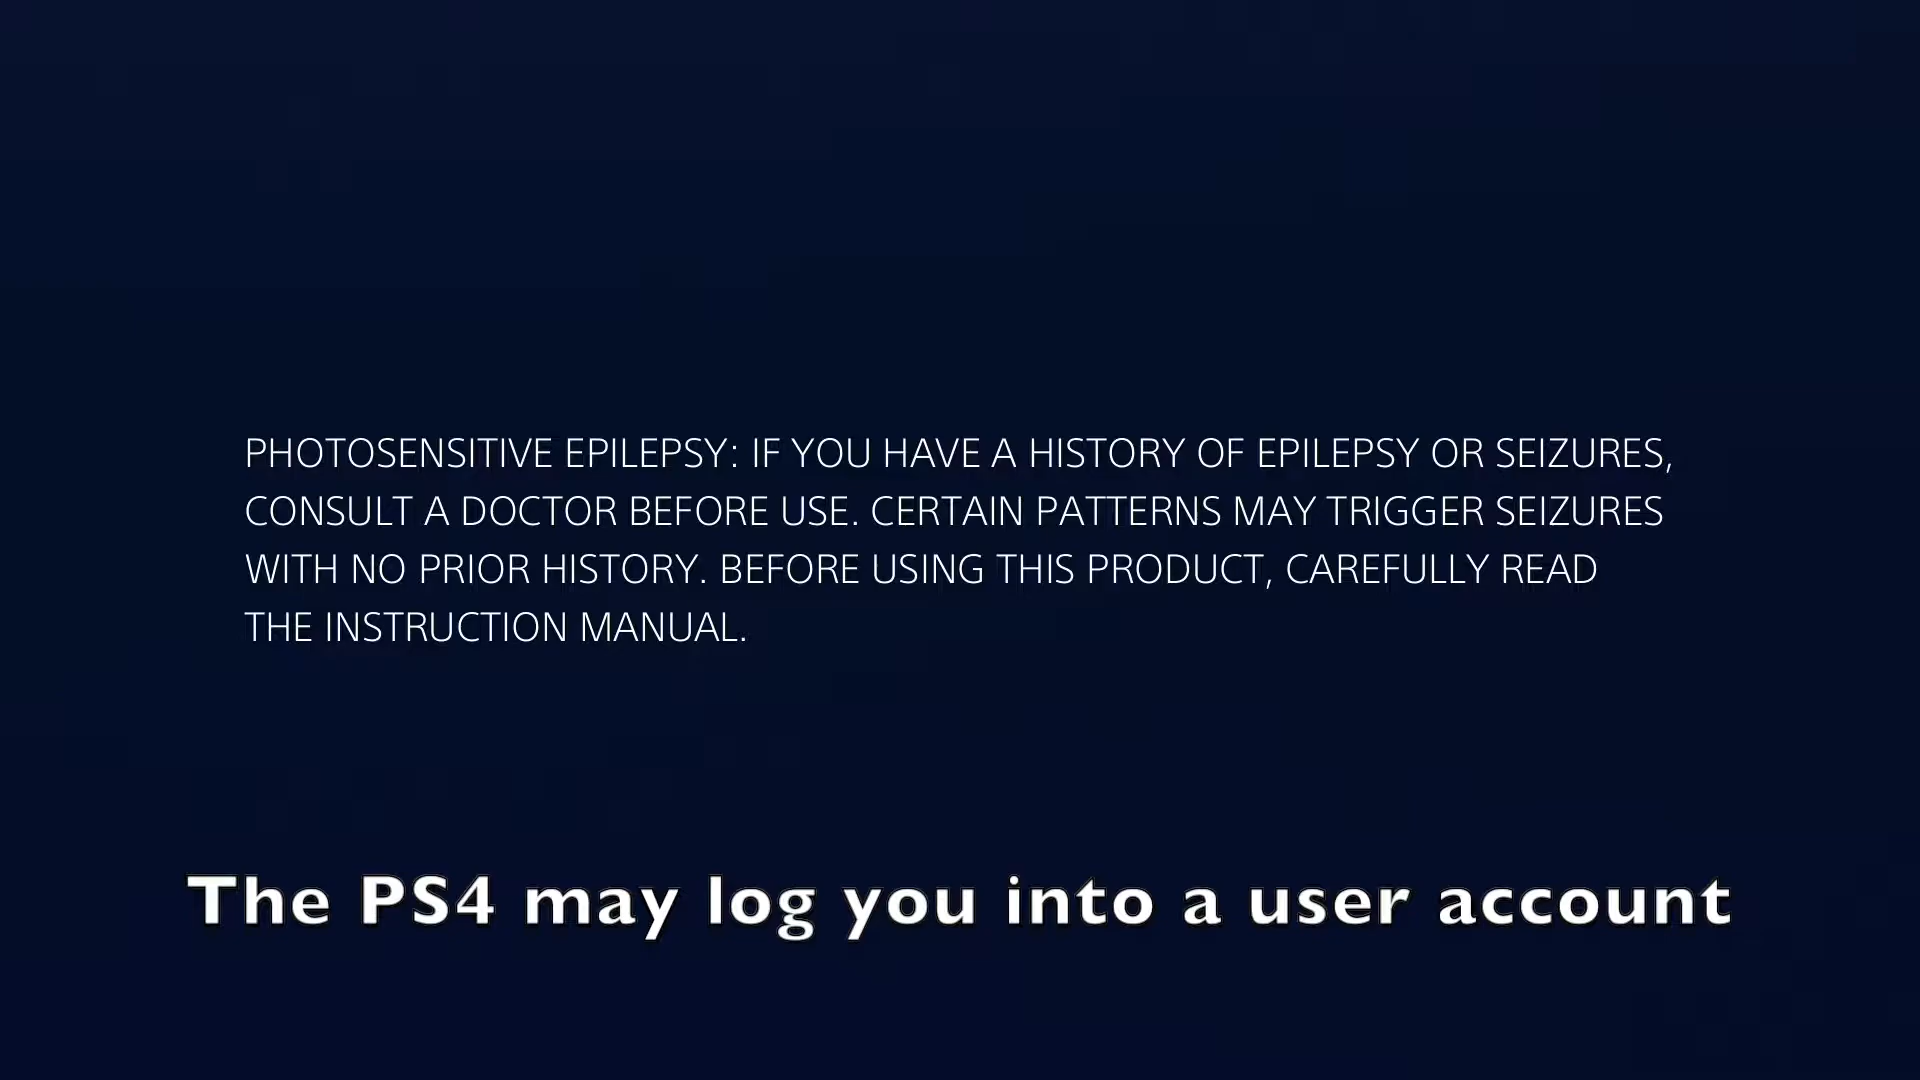 PHOTOSENSITIVE EPILEPSY: IF YOU HAVE A HISTORY OF EPILEPSY OR SEIZURES,
CONSULT A DOCTOR BEFORE USE. CERTAIN PATTERNS MAY TRIGGER SEIZURES
WITH NO PRIOR HISTORY. BEFORE USING THIS PRODUCT, CAREFULLY READ
THE INSTRUCTION MANUAL.
The PS4 may log you into a user account